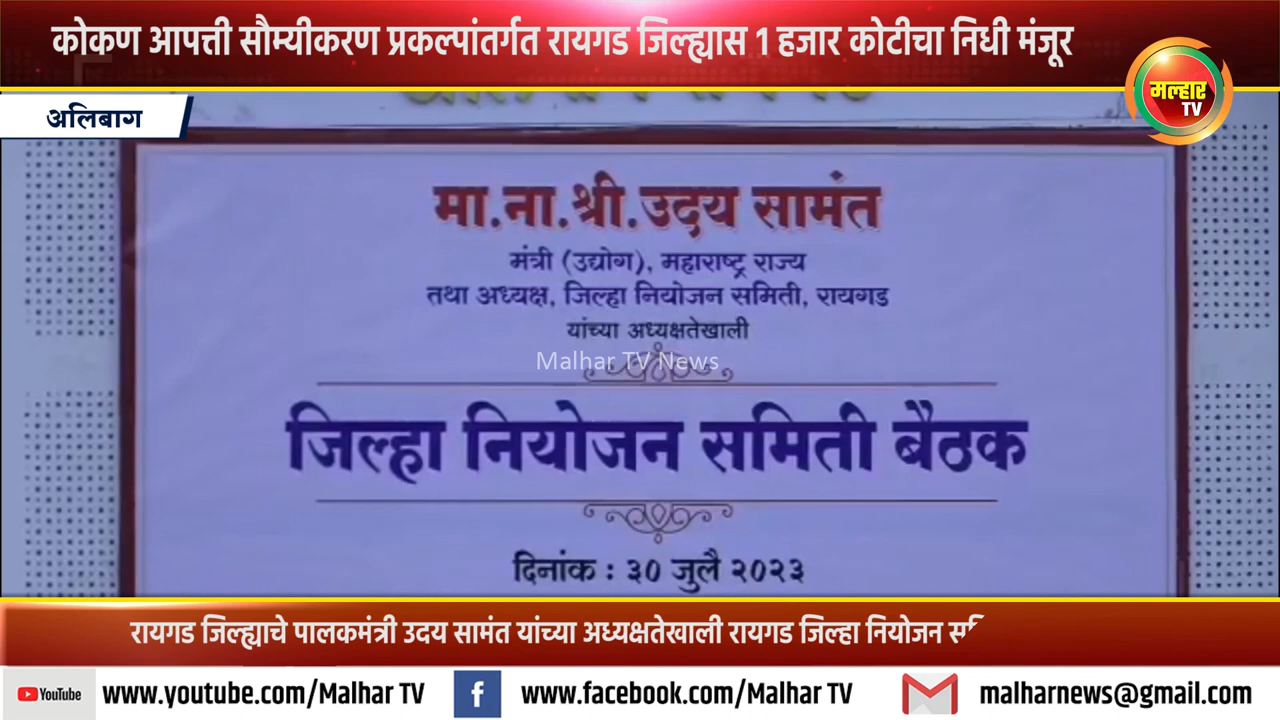 कोकण आपत्ती सौम्यीकरण प्रकल्पांतर्गत रायगड जिल्ह्यास 1 हजार कोटीचा निधी मंजूर
मल्हार
TV
अलिबाग
मा.ना.श्री.उदय सामंत
मंत्री (उद्योग), महाराष्ट्र राज्य
तथा अध्यक्ष, जिल्हा नियोजन समिती, रायगड
यांच्या अध्यक्षतेखाली
Malhar TV News
जिल्हा नियोजन समिती बैठक
दिनांक : ३० जुलै २०२३
रायगड जिल्ह्याचे पालकमंत्री उदय सामंत यांच्या अध्यक्षतेखाली रायगड जिल्हा नियोजन
YouTube www.youtube.com/Malhar TV www.facebook.com/Malhar TV malharnews@gmail.com